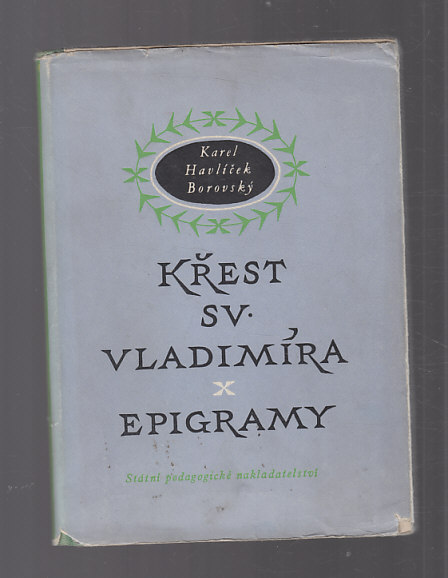 Karel
Havlíček
Borovský
KŘEST
SV.
VLADIMÍRA
X
EPIGRAMY
Státní pedagogické nakladatelství